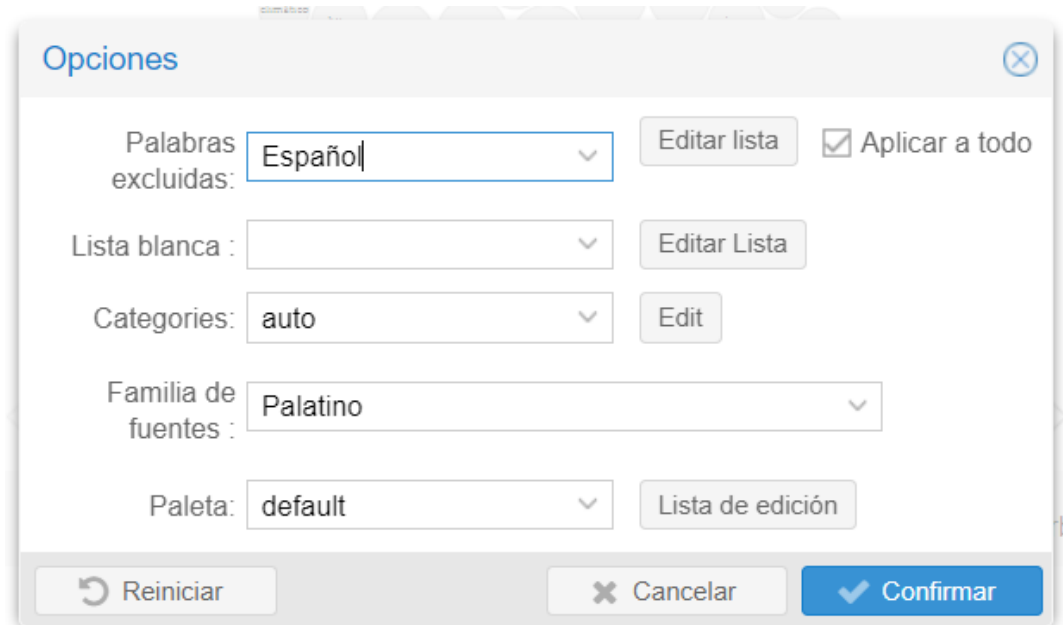 climático
Opciones
Palabras excluidas:
Español
Editar lista
Aplicar a todo
Lista blanca :
Editar Lista
Categories:
auto
Edit
Familia de fuentes :
Palatino
Paleta:
default
Lista de edición
Reiniciar
Cancelar
Confirmar